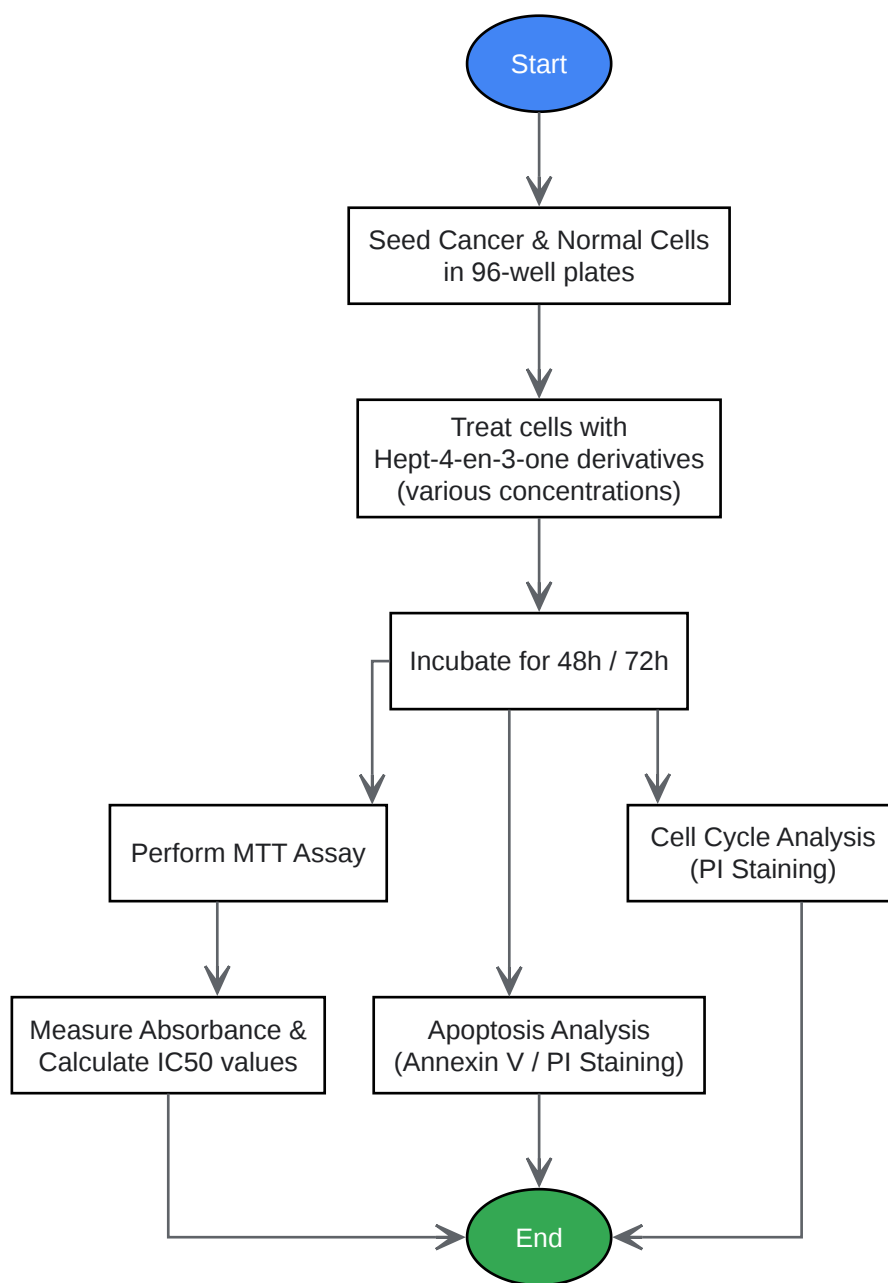 Start
Seed Cancer & Normal Cells
in 96-well plates
Treat cells with
Hept-4-en-3-one derivatives
(various concentrations)
Incubate for 48h / 72h
Perform MTT Assay
Cell Cycle Analysis
(PI Staining)
Measure Absorbance &
Calculate IC50 values
Apoptosis Analysis
(Annexin V / PI Staining)
End